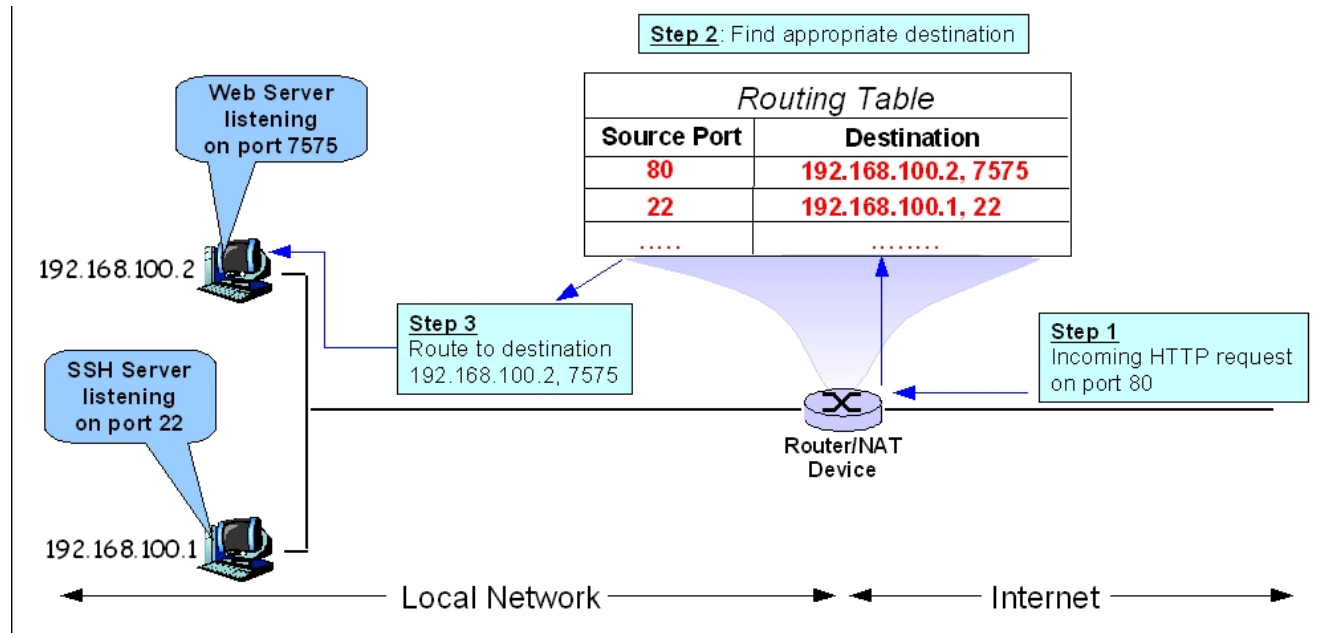 Step 2: Find appropriate destination
Routing Table
Source Port Destination
80 192.168.100.2, 7575
22 192.168.100.1, 22
..... ........
Web Server
listening
on port 7575
192.168.100.2
Step 3
Route to destination
192.168.100.2, 7575
Step 1
Incoming HTTP request
on port 80
SSH Server
listening
on port 22
Router/NAT
Device
192.168.100.1
Local Network
Internet